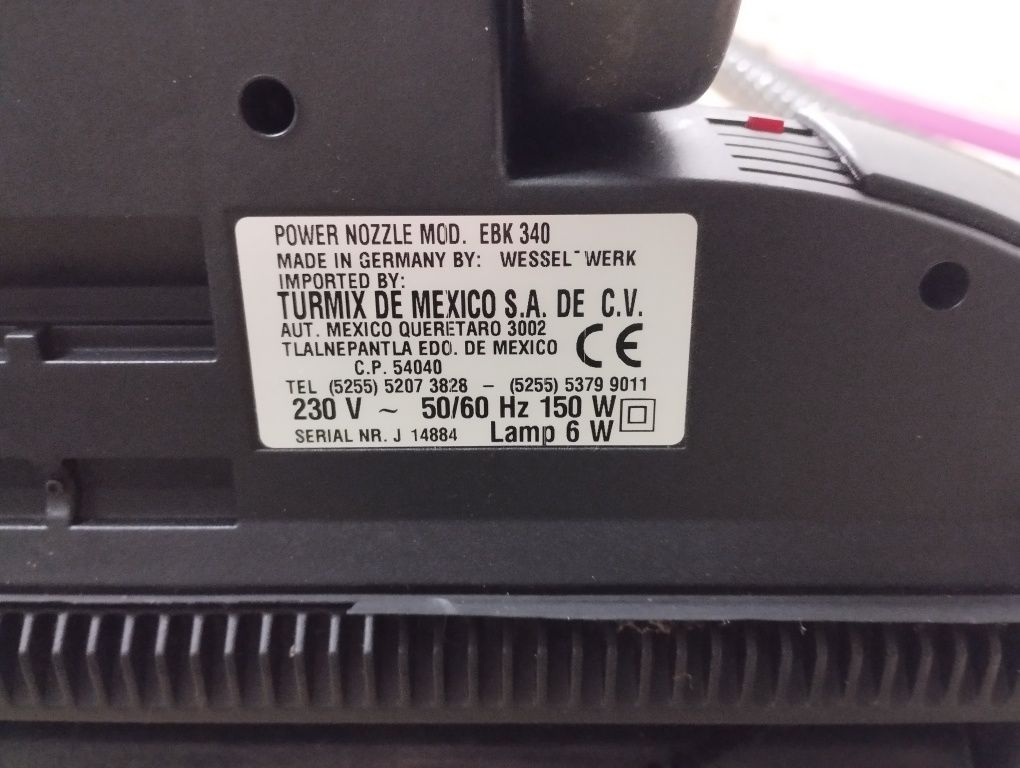 POWER NOZZLE MOD. EBK 340
MADE IN GERMANY BY: WESSEL-WERK
IMPORTED BY:
TURMIX DE MEXICO S.A. DE C.V.
AUT. MEXICO QUERETARO 3002
TLALNEPANTLA EDO. DE MEXICO
C.P. 54040
CE
TEL (5255) 5207 3828 – (5255) 5379 9011
230 V ~ 50/60 Hz 150 W
SERIAL NR. J 14884 Lamp 6 W